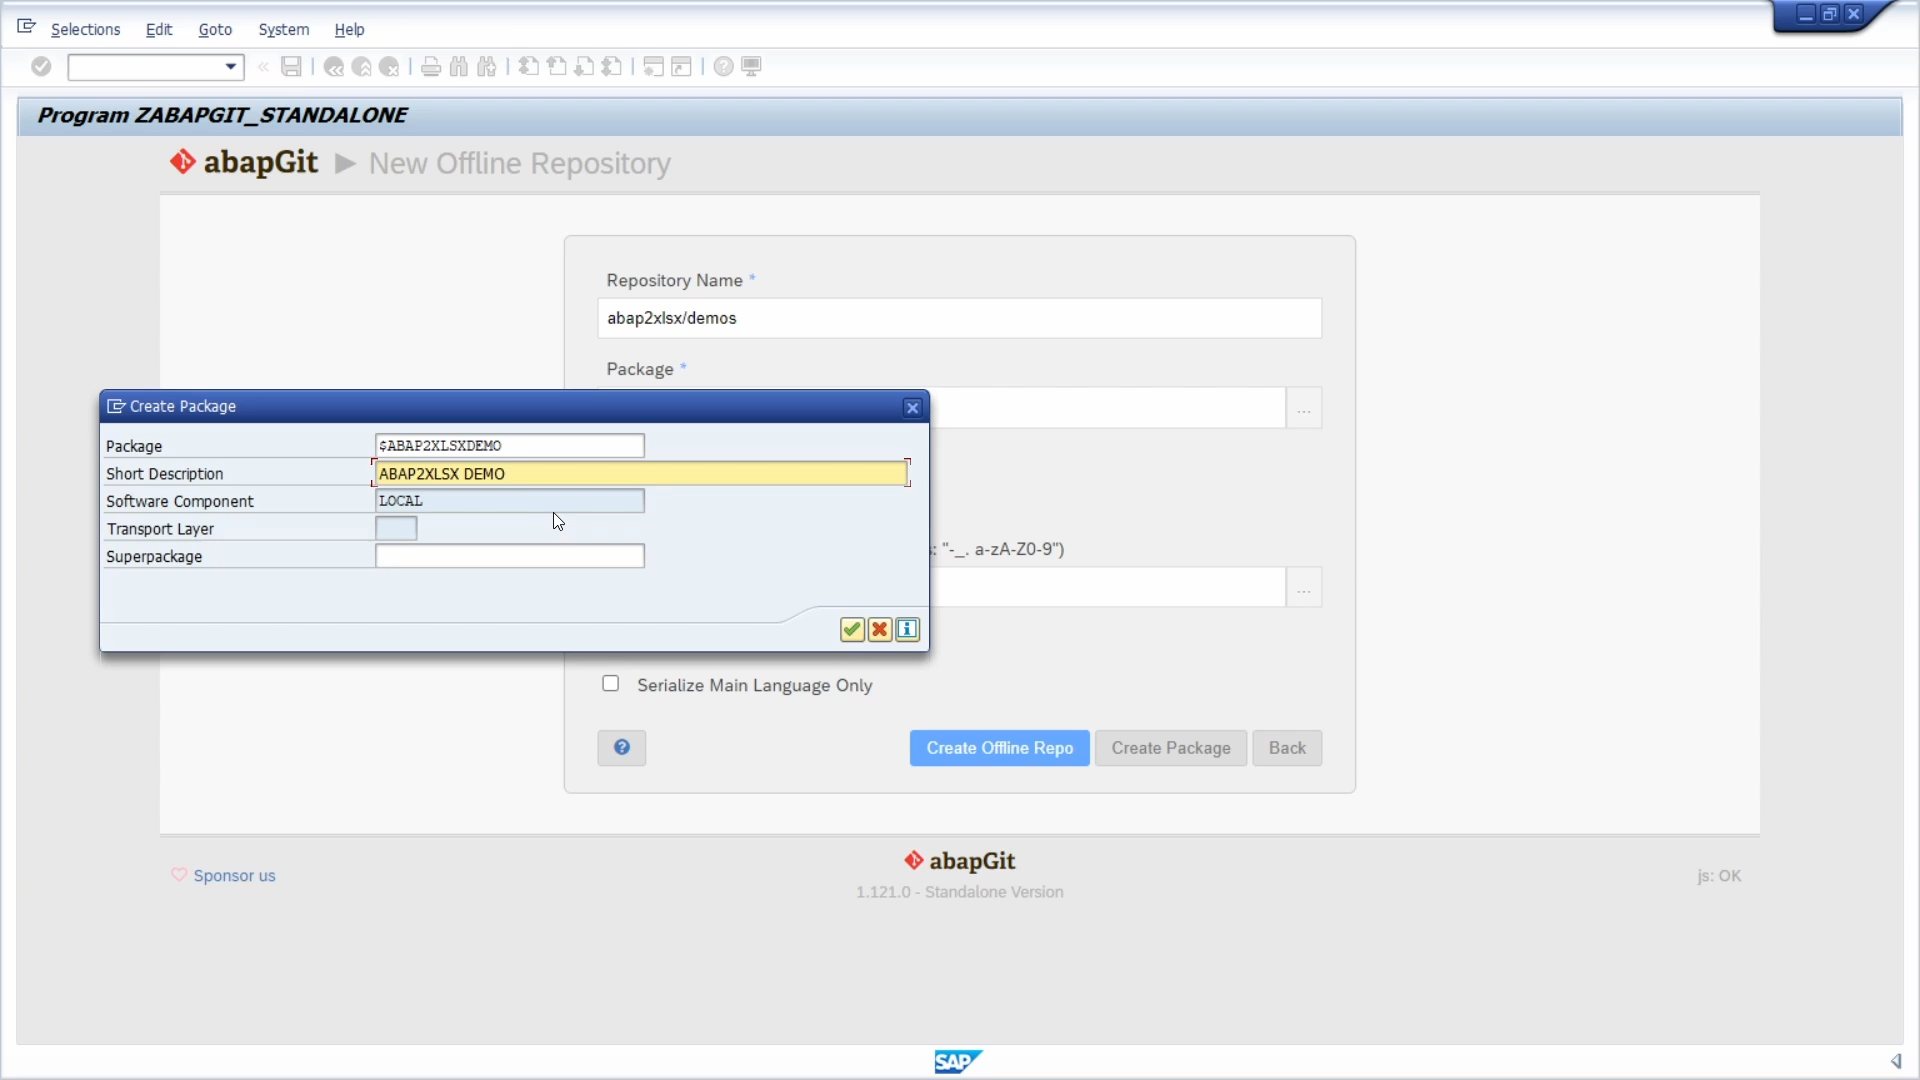 Selections Edit Goto System Help
Program ZABAPGIT_STANDALONE
abapGit ▶ New Offline Repository
Repository Name *
abap2xlsx/demos
Package *
...
Create Package
Package $ABAP2XLSXDEMO
Short Description ABAP2XLSX DEMO
Software Component LOCAL
Transport Layer
Superpackage
: "-_. a-zA-Z0-9")
...
Serialize Main Language Only
Create Offline Repo Create Package Back
Sponsor us
abapGit
1.121.0 - Standalone Version
js: OK
SAP